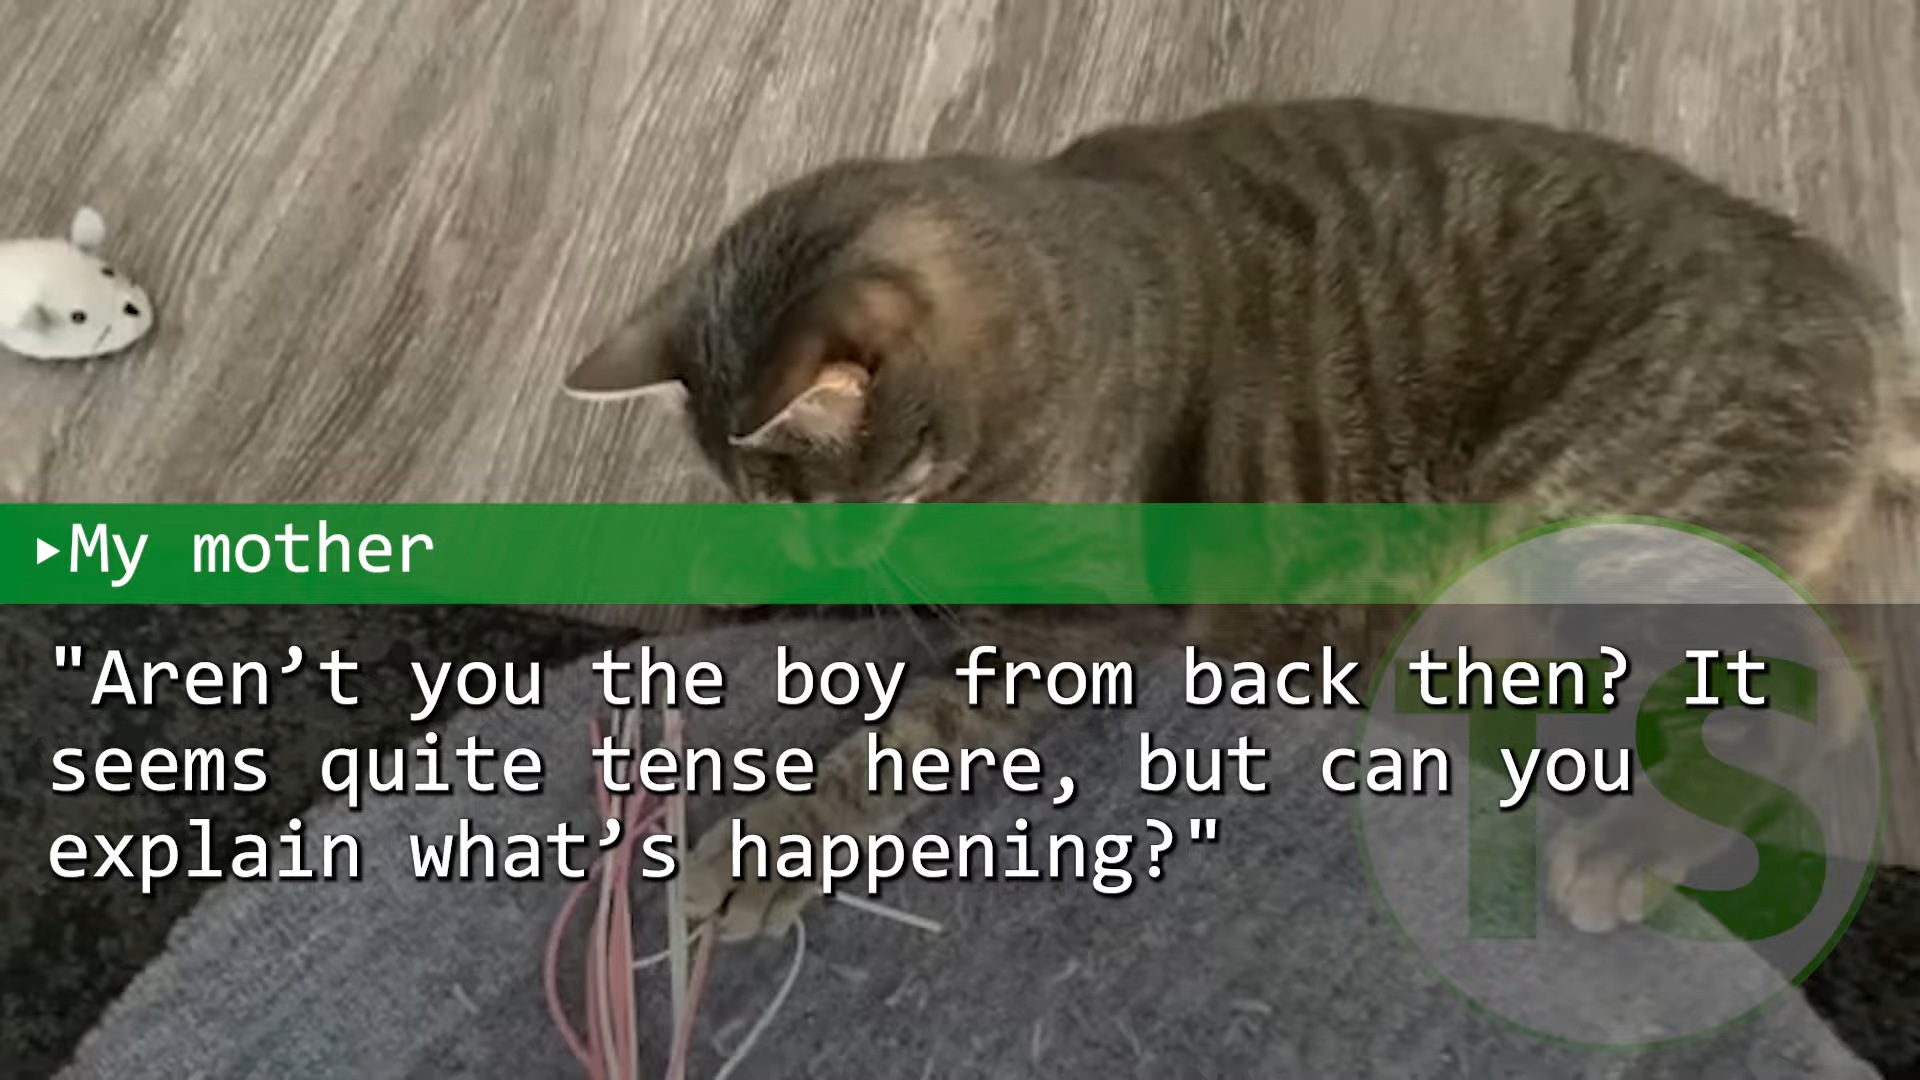 ▸My mother
"Aren’t you the boy from back then? It
seems quite tense here, but can you
explain what’s happening?"
TS